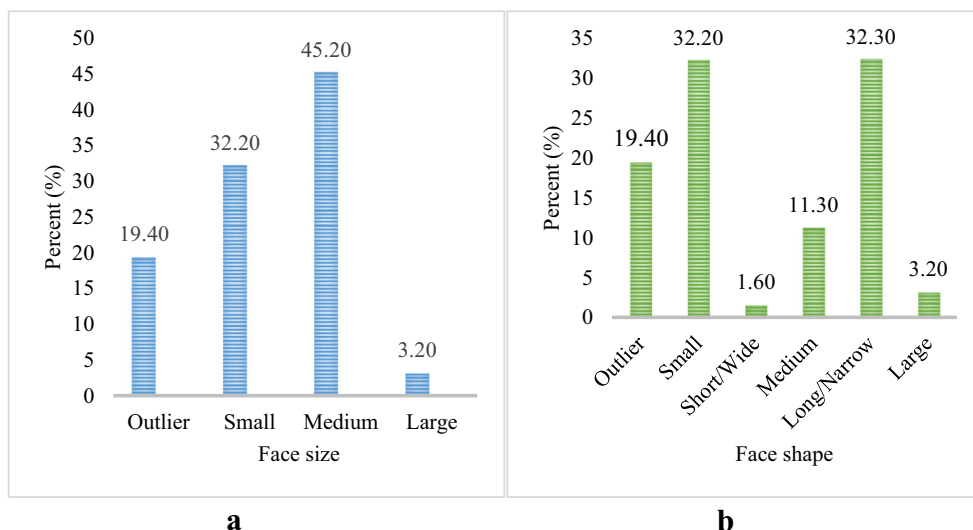 50
45
40
35
30
25
20
15
10
5
0
Percent (%)
19.40
32.20
45.20
3.20
Outlier Small Medium Large
Face size
a
35
30
25
20
15
10
5
0
Percent (%)
19.40
32.20
1.60
11.30
32.30
3.20
Outlier
Small
Short/Wide
Medium
Long/Narrow
Large
Face shape
b